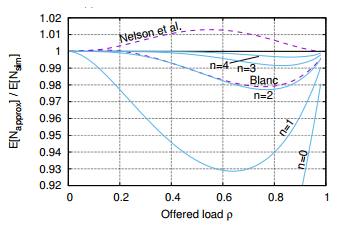 1.02
1.01
1
0.99
0.98
0.97
0.96
0.95
0.94
0.93
0.92
E[N_approx] / E[N_sim]
Nelson et al.
n=4
n=3
Blanc
n=2
n=1
n=0
0
0.2
0.4
0.6
0.8
1
Offered load ρ